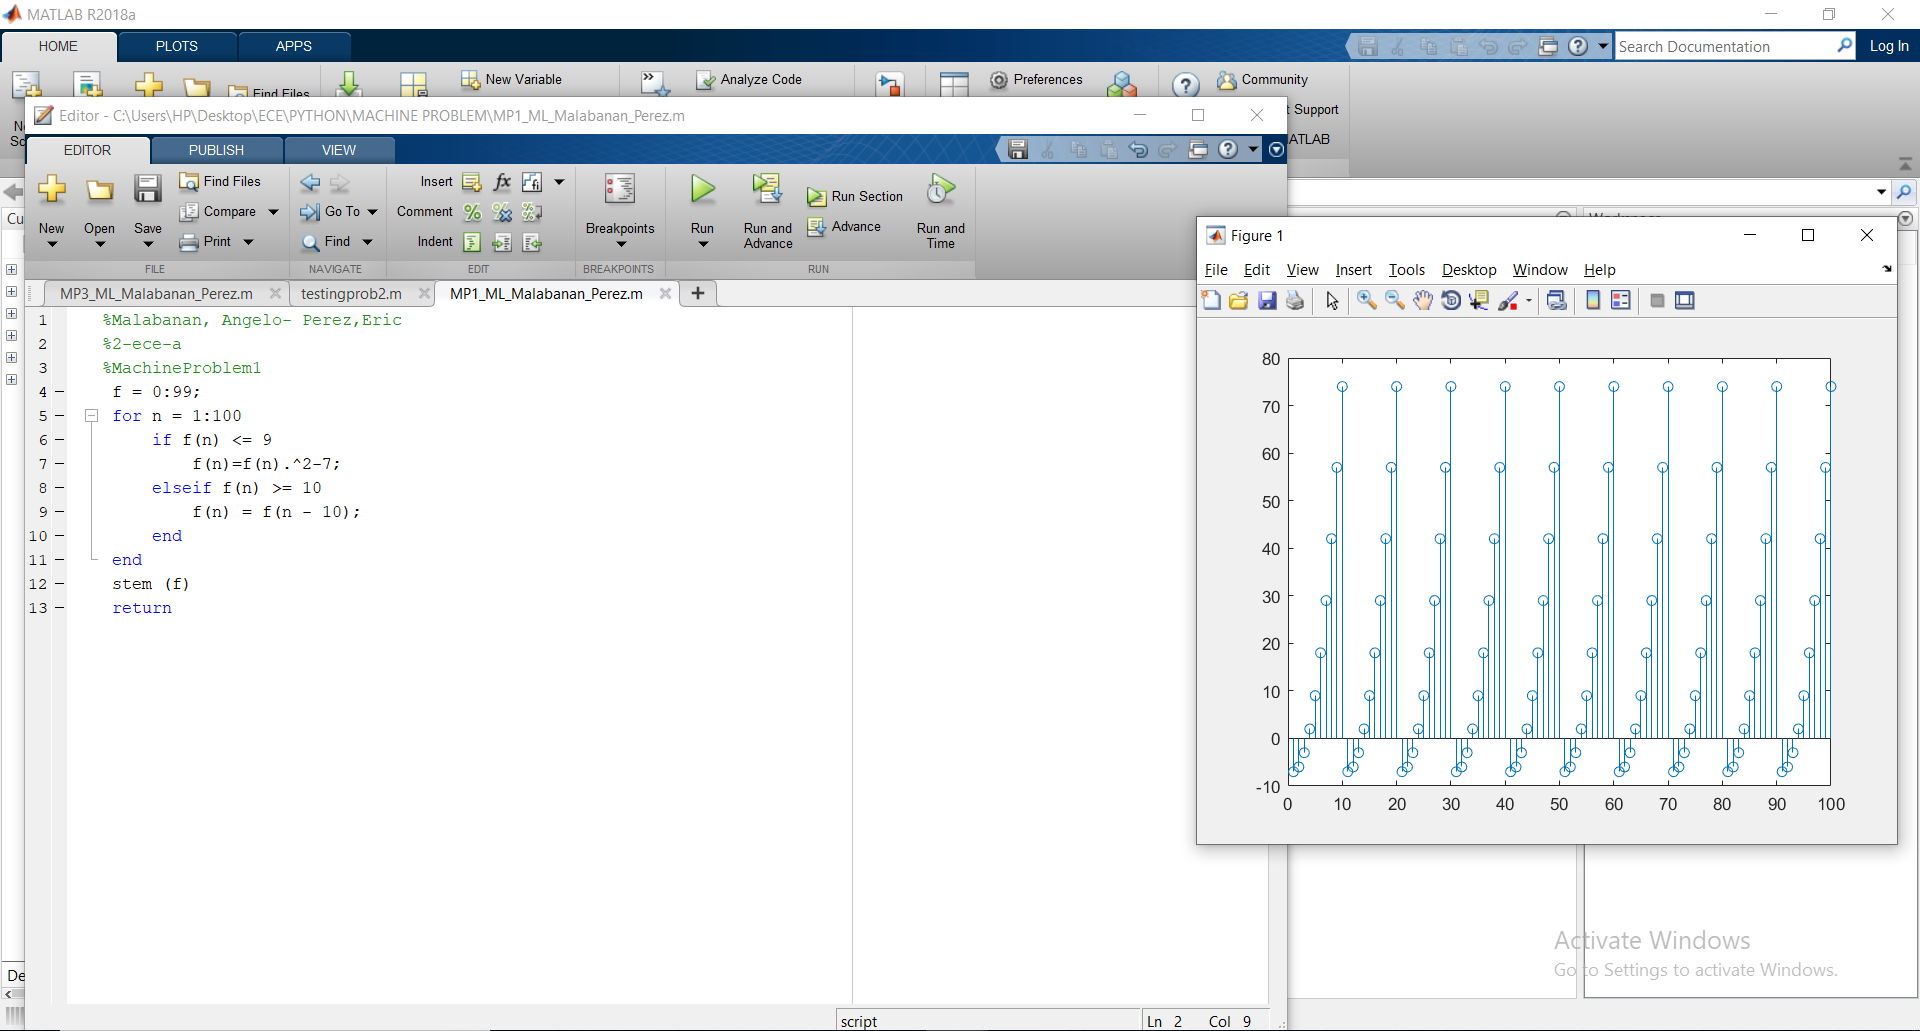 MATLAB R2018a
HOME PLOTS APPS
Search Documentation Log In
New Variable Analyze Code Preferences Community
Find Files
Support
ATLAB
Editor - C:\Users\HP\Desktop\ECE\PYTHON\MACHINE PROBLEM\MP1_ML_Malabanan_Perez.m
EDITOR PUBLISH VIEW
New Open Save Find Files Compare Print
Go To Find
Insert Comment Indent
Breakpoints
Run Run and Advance Run Section Advance Run and Time
FILE NAVIGATE EDIT BREAKPOINTS RUN
MP3_ML_Malabanan_Perez.m testingprob2.m MP1_ML_Malabanan_Perez.m
1 %Malabanan, Angelo- Perez,Eric
2 %2-ece-a
3 %MachineProblem1
4 – f = 0:99;
5 – for n = 1:100
6 – if f(n) <= 9
7 – f(n)=f(n).^2-7;
8 – elseif f(n) >= 10
9 – f(n) = f(n - 10);
10 – end
11 – end
12 – stem (f)
13 – return
script Ln 2 Col 9
Cu
De
Figure 1
File Edit View Insert Tools Desktop Window Help
80
70
60
50
40
30
20
10
0
-10
0 10 20 30 40 50 60 70 80 90 100
Activate Windows
Go to Settings to activate Windows.